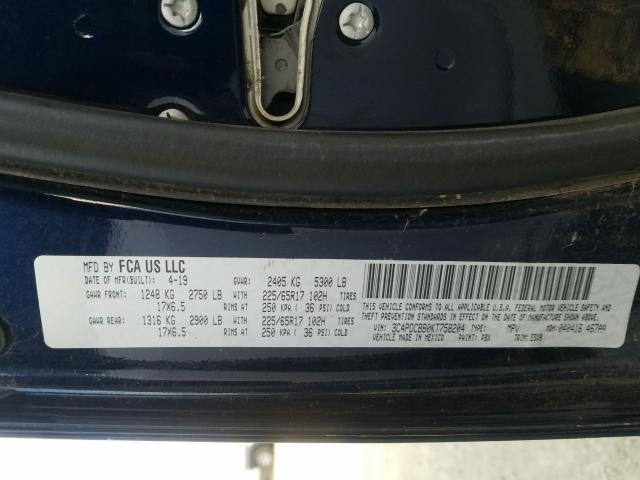 MFD BY FCA US LLC
DATE OF MFR(BUILT): 4-19 GVWR: 2405 KG 5300 LB
GAWR FRONT: 1248 KG 2750 LB WITH 225/65R17 102H TIRES
17X6.5 RIMS AT 250 KPA ( 36 PSI) COLD
GAWR REAR: 1316 KG 2900 LB WITH 225/65R17 102H TIRES
17X6.5 RIMS AT 250 KPA ( 36 PSI) COLD
THIS VEHICLE CONFORMS TO ALL APPLICABLE U.S.A. FEDERAL MOTOR VEHICLE SAFETY AND
THEFT PREVENTION STANDARDS IN EFFECT ON THE DATE OF MANUFACTURE SHOWN ABOVE.
VIN: 3C4PDCBB0KT758204 TYPE: MPV MDH: 040416 467AA
VEHICLE MADE IN MEXICO PAINT: PBX TRIM: